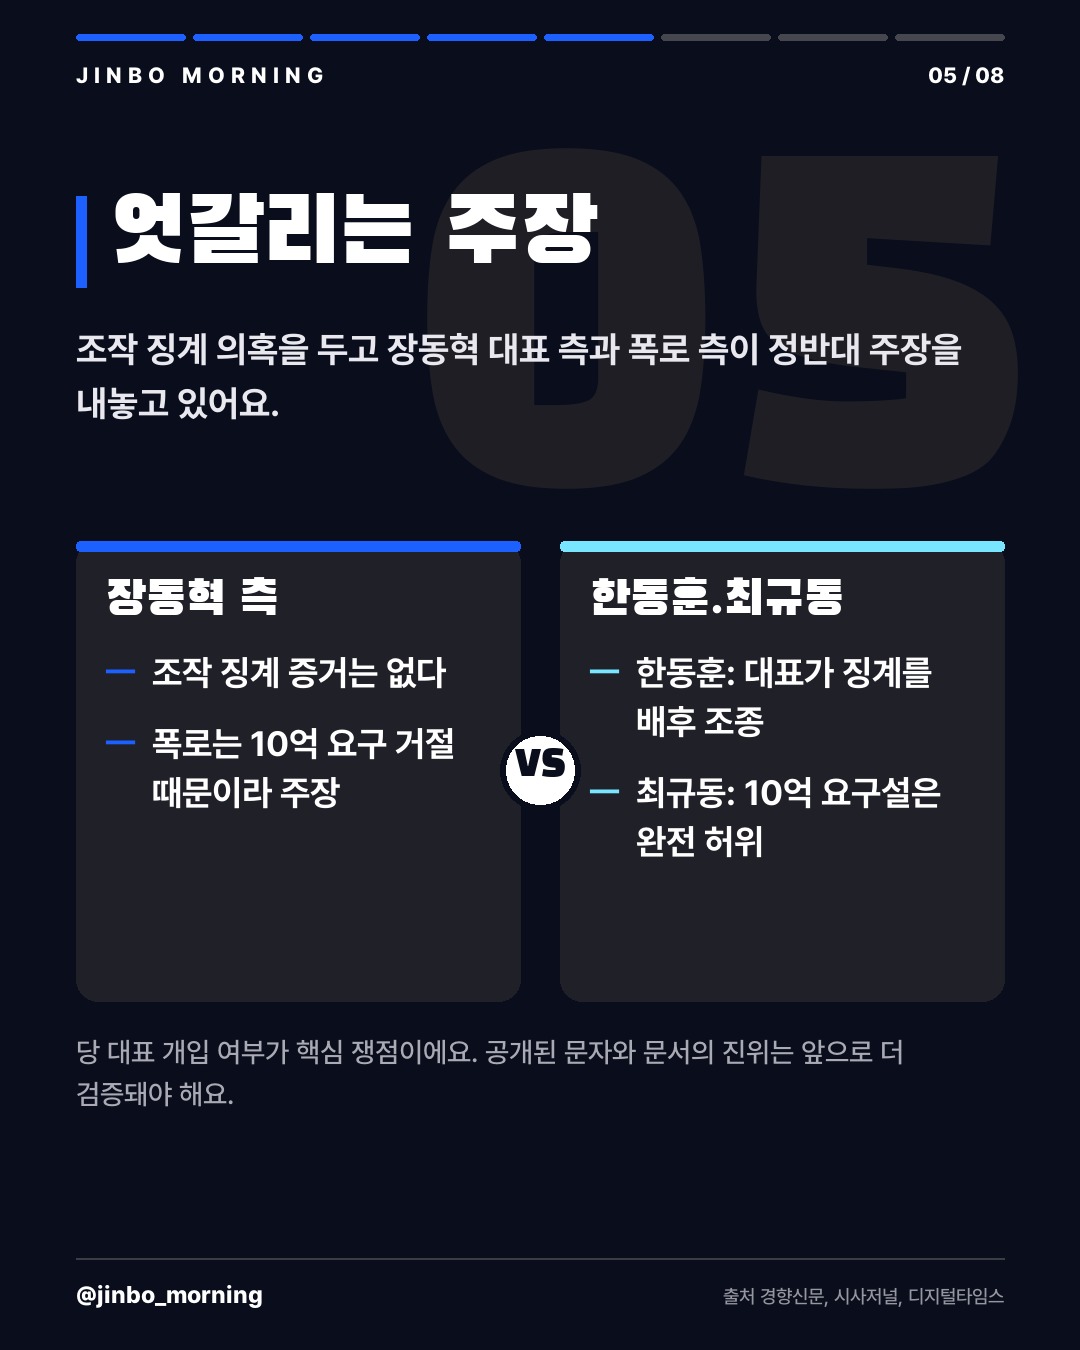 JINBO MORNING
05 / 08
05
엇갈리는 주장
조작 징계 의혹을 두고 장동혁 대표 측과 폭로 측이 정반대 주장을
내놓고 있어요.
장동혁 측
— 조작 징계 증거는 없다
— 폭로는 10억 요구 거절
때문이라 주장
VS
한동훈.최규동
— 한동훈: 대표가 징계를
배후 조종
— 최규동: 10억 요구설은
완전 허위
당 대표 개입 여부가 핵심 쟁점이에요. 공개된 문자와 문서의 진위는 앞으로 더
검증돼야 해요.
@jinbo_morning
출처 경향신문, 시사저널, 디지털타임스